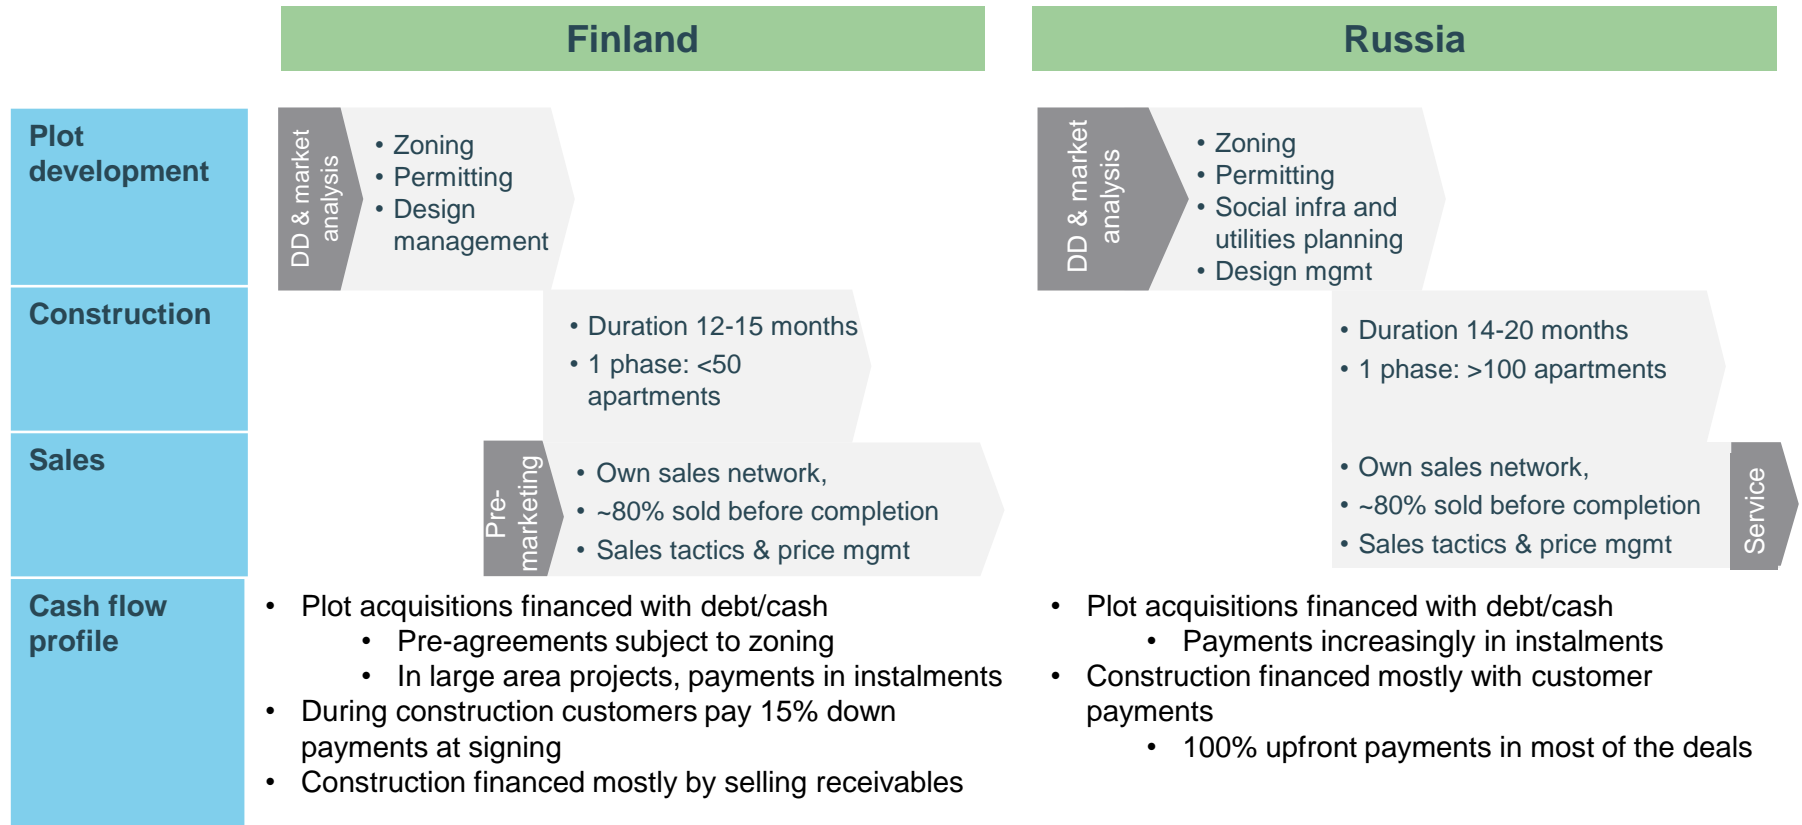 Finland
Russia
Plot
development
DD & market
analysis
• Zoning
• Permitting
• Design
management
DD & market
analysis
• Zoning
• Permitting
• Social infra and
utilities planning
• Design mgmt
Construction
• Duration 12-15 months
• 1 phase: <50
apartments
• Duration 14-20 months
• 1 phase: >100 apartments
Sales
Pre-
marketing
• Own sales network,
• ~80% sold before completion
• Sales tactics & price mgmt
• Own sales network,
• ~80% sold before completion
• Sales tactics & price mgmt
Service
Cash flow
profile
• Plot acquisitions financed with debt/cash
• Pre-agreements subject to zoning
• In large area projects, payments in instalments
• During construction customers pay 15% down
payments at signing
• Construction financed mostly by selling receivables
• Plot acquisitions financed with debt/cash
• Payments increasingly in instalments
• Construction financed mostly with customer
payments
• 100% upfront payments in most of the deals